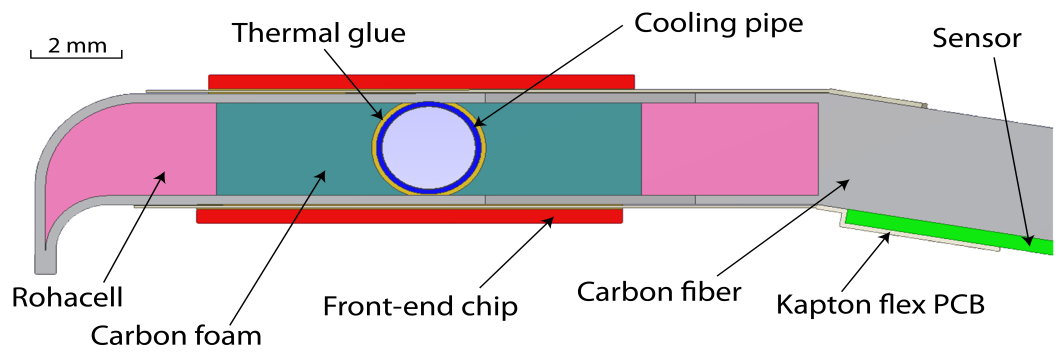 Thermal glue
Cooling pipe
Sensor
2 mm
Rohacell
Carbon foam
Front-end chip
Carbon fiber
Kapton flex PCB